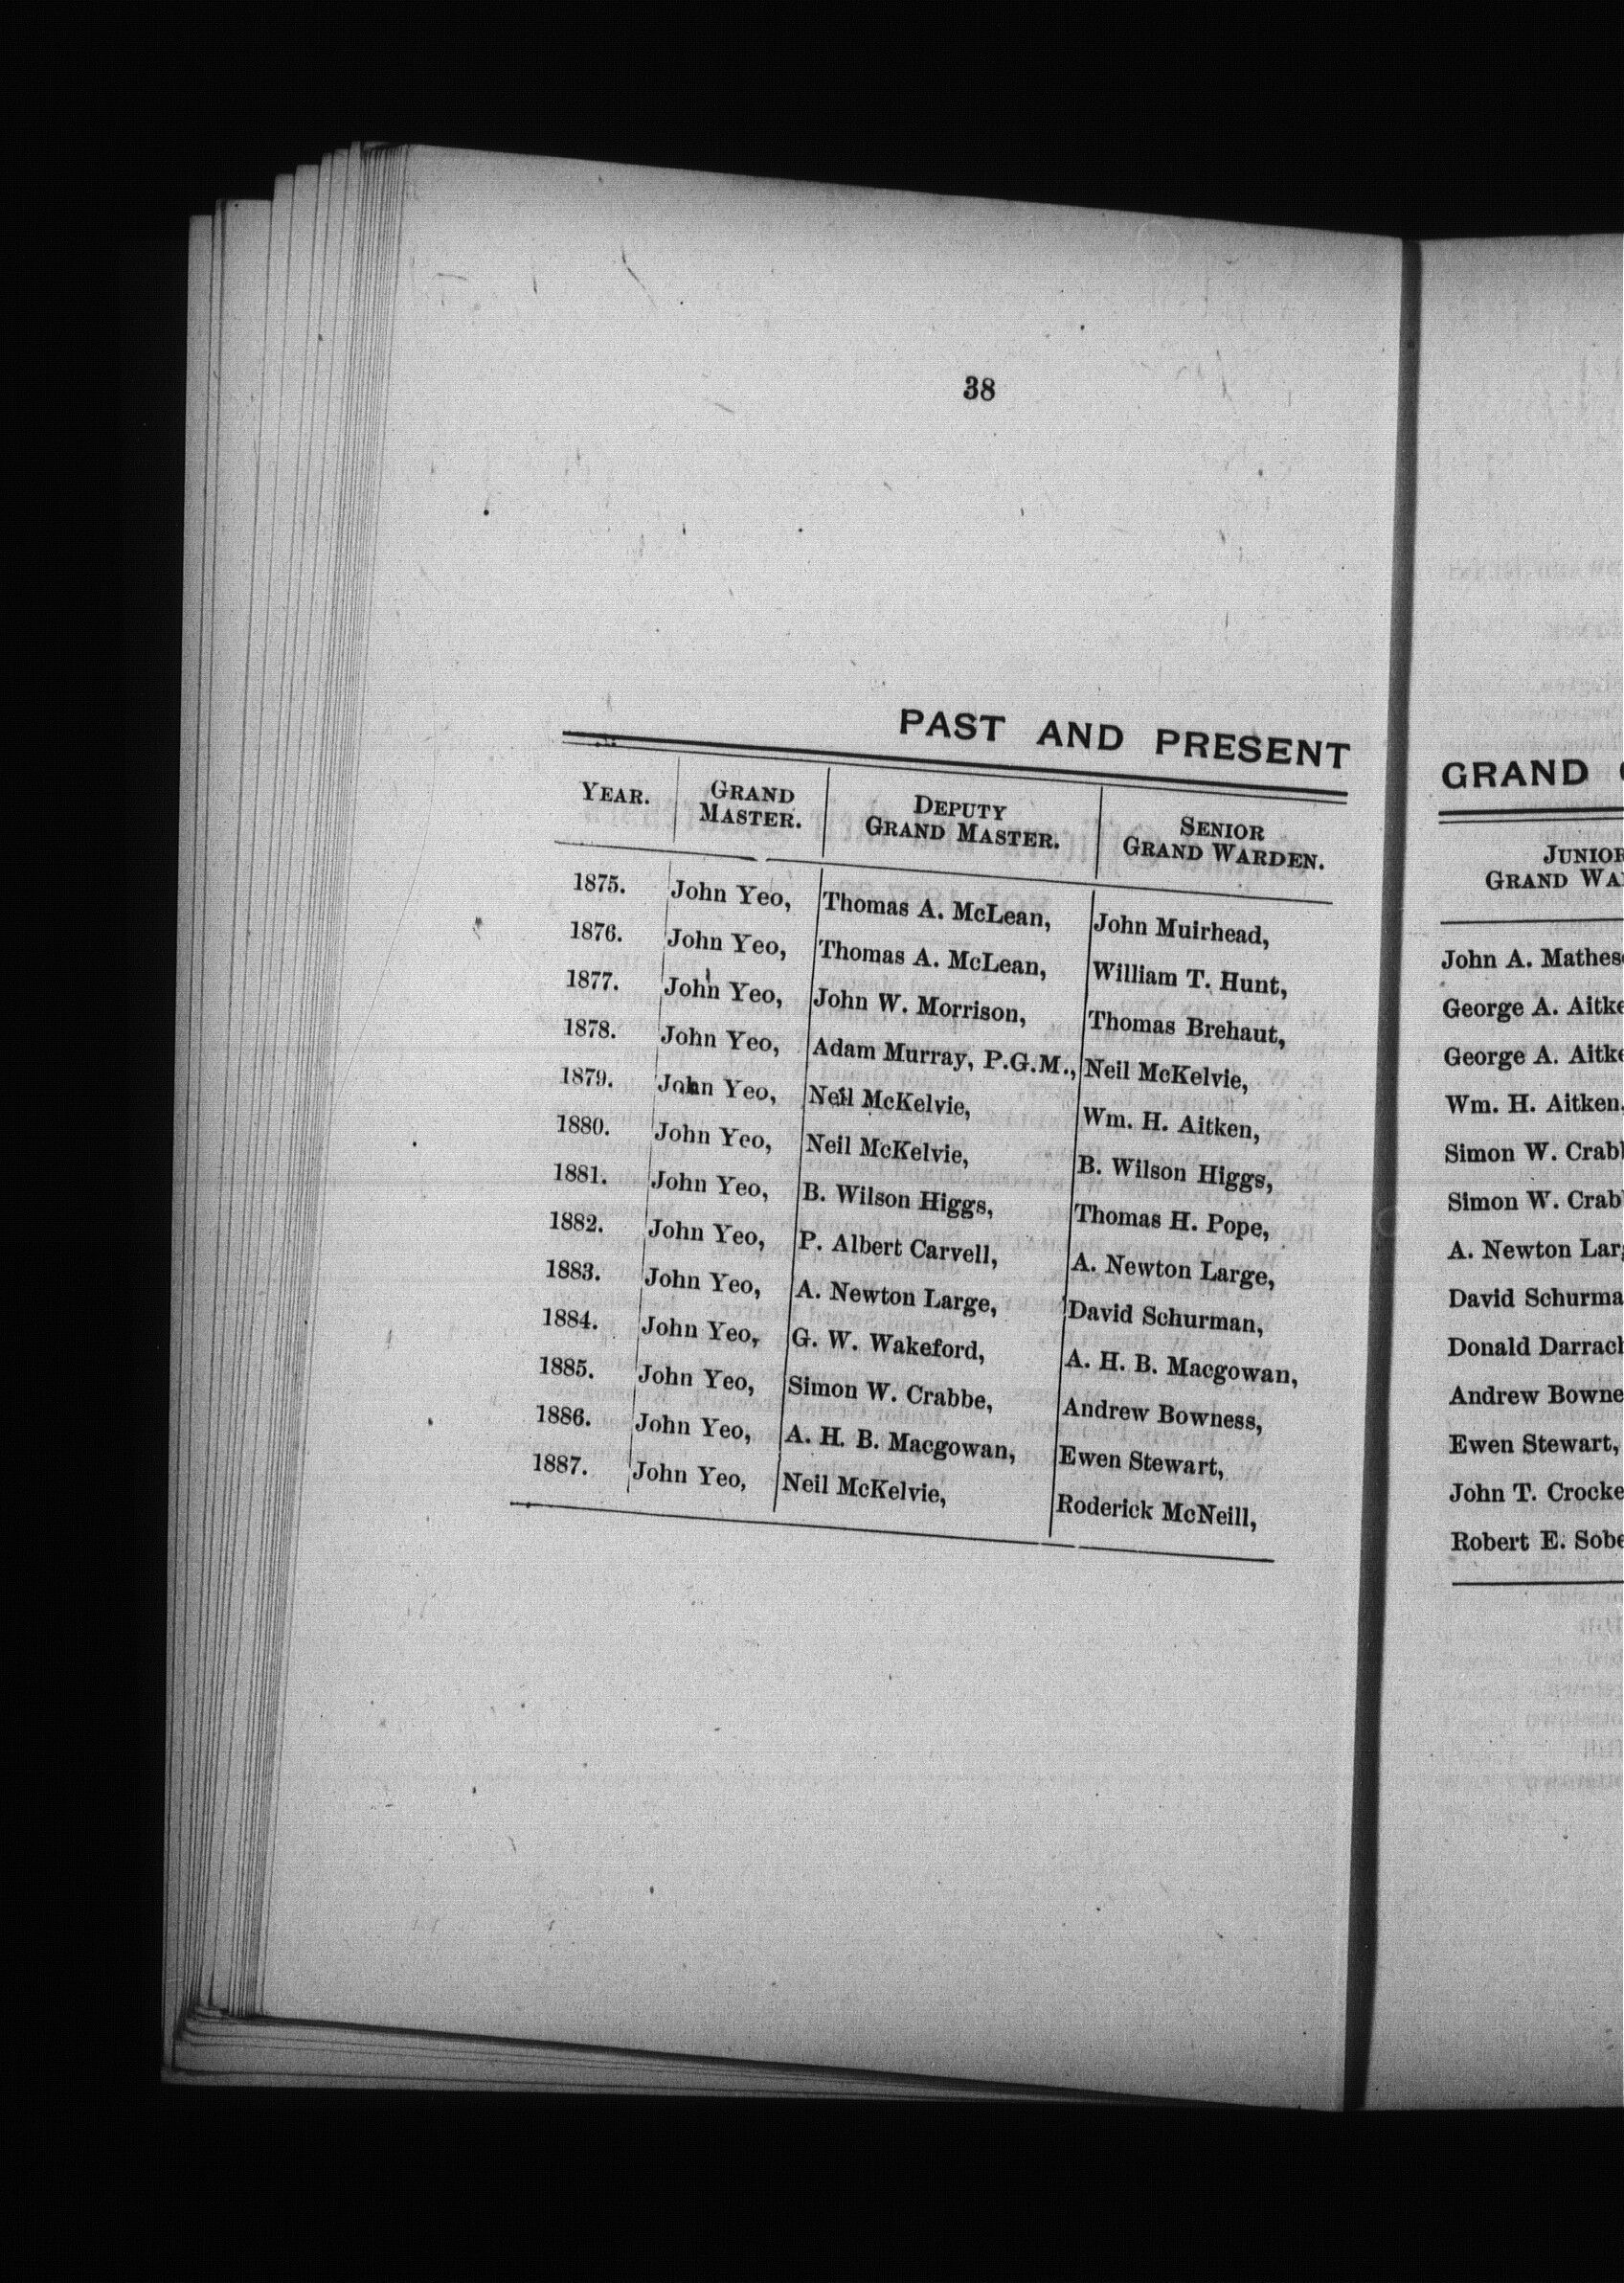 38
PAST AND PRESENT
YEAR. GRAND MASTER. DEPUTY GRAND MASTER. SENIOR GRAND WARDEN.
1875. John Yeo, Thomas A. McLean, John Muirhead,
1876. John Yeo, Thomas A. McLean, William T. Hunt,
1877. John Yeo, John W. Morrison, Thomas Brehaut,
1878. John Yeo, Adam Murray, P.G.M., Neil McKelvie,
1879. John Yeo, Neil McKelvie, Wm. H. Aitken,
1880. John Yeo, Neil McKelvie, B. Wilson Higgs,
1881. John Yeo, B. Wilson Higgs, Thomas H. Pope,
1882. John Yeo, P. Albert Carvell, A. Newton Large,
1883. John Yeo, A. Newton Large, David Schurman,
1884. John Yeo, G. W. Wakeford, A. H. B. Macgowan,
1885. John Yeo, Simon W. Crabbe, Andrew Bowness,
1886. John Yeo, A. H. B. Macgowan, Ewen Stewart,
1887. John Yeo, Neil McKelvie, Roderick McNeill,
GRAND
JUNIOR
GRAND WA
John A. Mathes
George A. Aitke
George A. Aitke
Wm. H. Aitken,
Simon W. Crab
Simon W. Crab
A. Newton Lar
David Schurma
Donald Darrach
Andrew Bowne
Ewen Stewart,
John T. Crocke
Robert E. Sobe